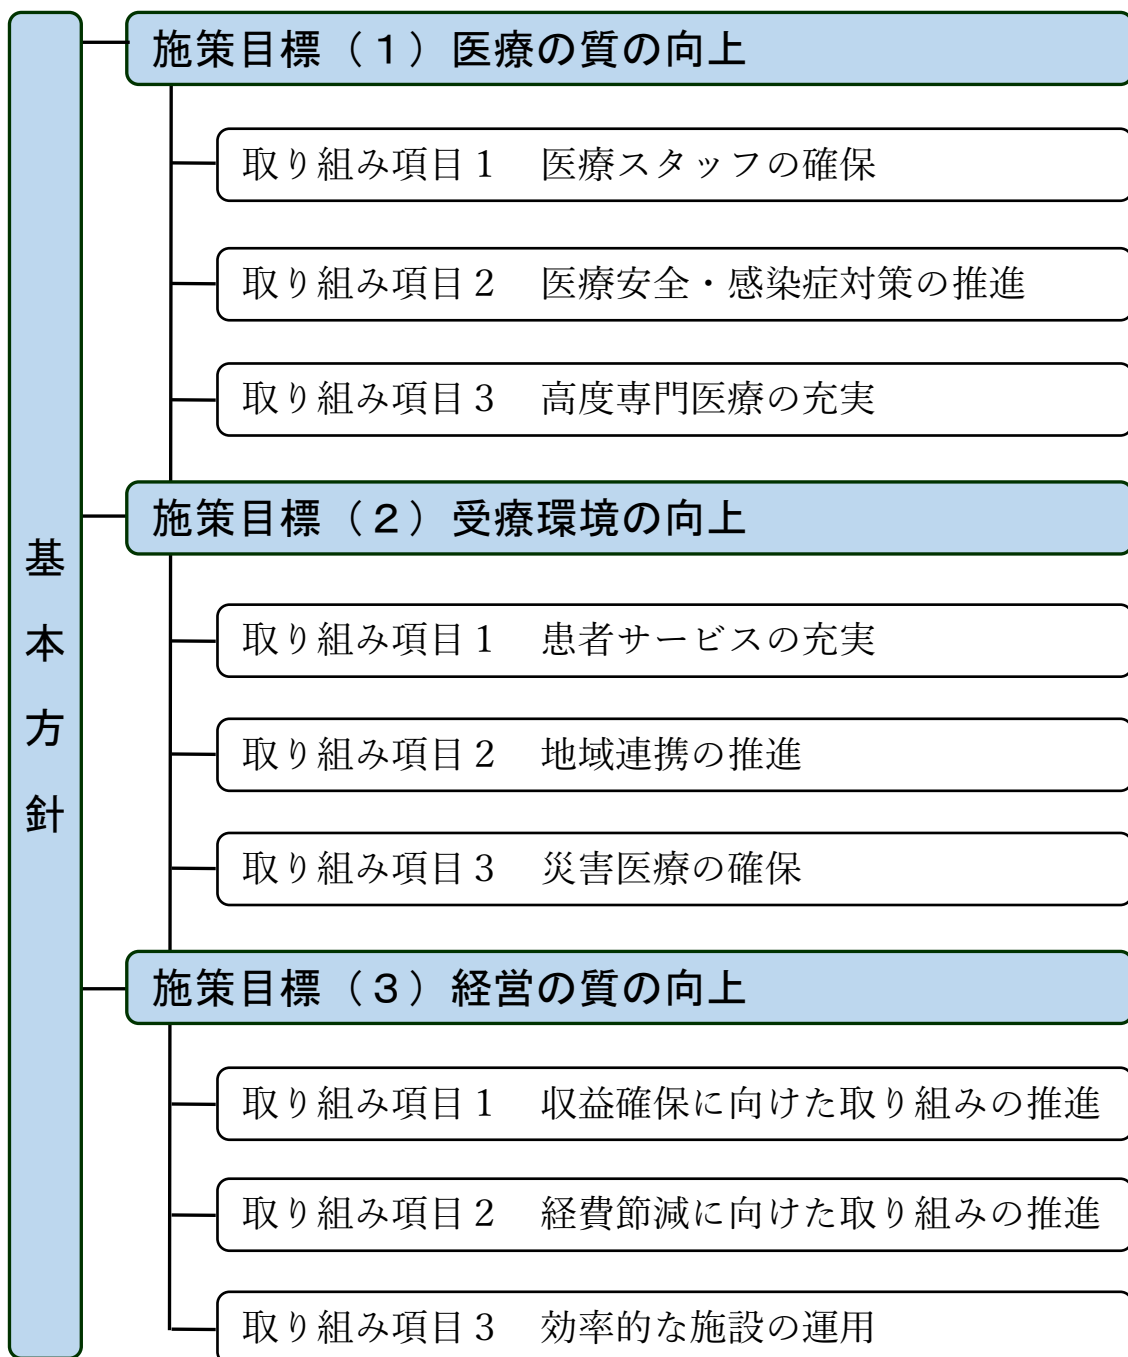 基本方針
施策目標（１）医療の質の向上
取り組み項目１　医療スタッフの確保
取り組み項目２　医療安全・感染症対策の推進
取り組み項目３　高度専門医療の充実
施策目標（２）受療環境の向上
取り組み項目１　患者サービスの充実
取り組み項目２　地域連携の推進
取り組み項目３　災害医療の確保
施策目標（３）経営の質の向上
取り組み項目１　収益確保に向けた取り組みの推進
取り組み項目２　経費節減に向けた取り組みの推進
取り組み項目３　効率的な施設の運用